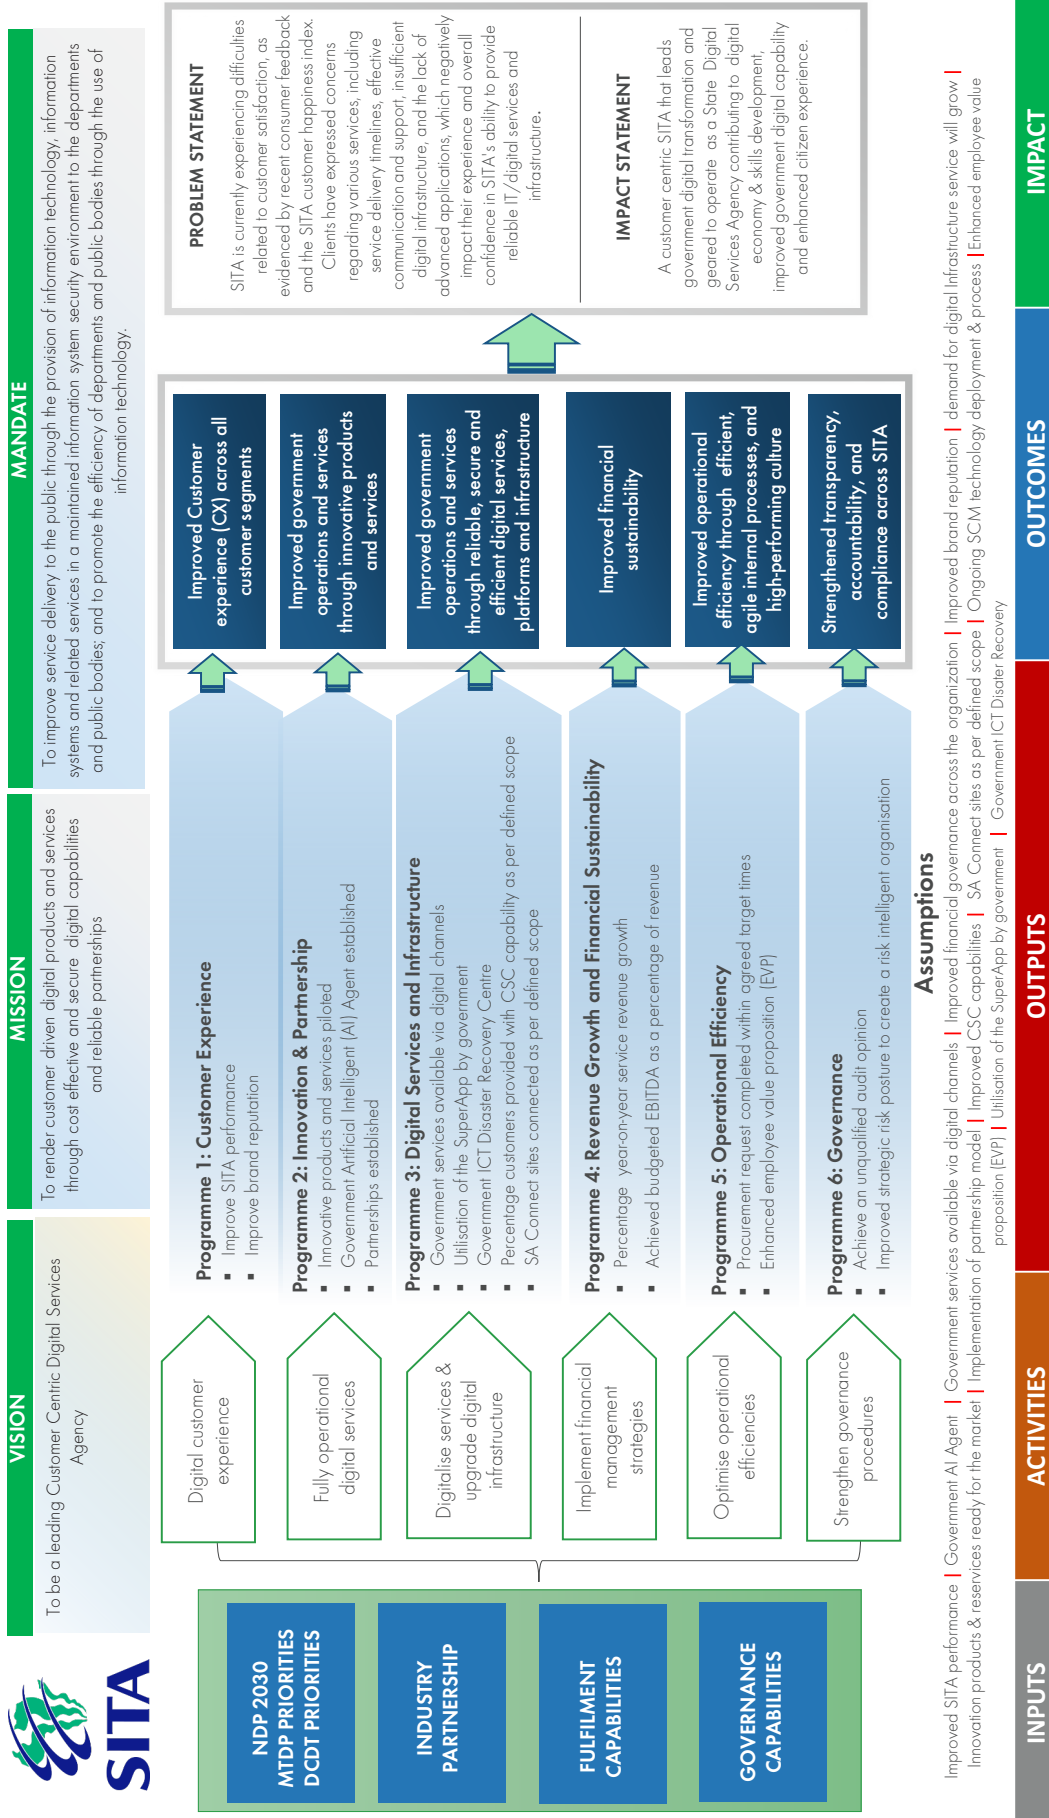 SITA
VISION
To be a leading Customer Centric Digital Services
Agency
MISSION
To render customer driven digital products and services
through cost effective and secure digital capabilities
and reliable partnerships
MANDATE
To improve service delivery to the public through the provision of information technology, information
systems and related services in a maintained information system security environment to the departments
and public bodies; and to promote the efficiency of departments and public bodies through the use of
information technology.
NDP 2030
MTDP PRIORITIES
DCDT PRIORITIES
INDUSTRY
PARTNERSHIP
FULFILMENT
CAPABILITIES
GOVERNANCE
CAPABILITIES
Digital customer
experience
Fully operational
digital services
Digitalise services &
upgrade digital
infrastructure
Implement financial
management
strategies
Optimise operational
efficiencies
Strengthen governance
procedures
Programme 1: Customer Experience
▪ Improve SITA performance
▪ Improve brand reputation
Programme 2: Innovation & Partnership
▪ Innovative products and services piloted
▪ Government Artificial Intelligent (AI) Agent established
▪ Partnerships established
Programme 3: Digital Services and Infrastructure
▪ Government services available via digital channels
▪ Utilisation of the SuperApp by government
▪ Government ICT Disaster Recovery Centre
▪ Percentage customers provided with CSC capability as per defined scope
▪ SA Connect sites connected as per defined scope
Programme 4: Revenue Growth and Financial Sustainability
▪ Percentage year-on-year service revenue growth
▪ Achieved budgeted EBITDA as a percentage of revenue
Programme 5: Operational Efficiency
▪ Procurement request completed within agreed target times
▪ Enhanced employee value proposition (EVP)
Programme 6: Governance
▪ Achieve an unqualified audit opinion
▪ Improved strategic risk posture to create a risk intelligent organisation
Improved Customer
experience (CX) across all
customer segments
Improved government
operations and services
through innovative products
and services
Improved government
operations and services
through reliable, secure and
efficient digital services,
platforms and infrastructure
Improved financial
sustainability
Improved operational
efficiency through efficient,
agile internal processes, and
high-performing culture
Strengthened transparency,
accountability, and
compliance across SITA
PROBLEM STATEMENT
SITA is currently experiencing difficulties
related to customer satisfaction, as
evidenced by recent consumer feedback
and the SITA customer happiness index.
Clients have expressed concerns
regarding various services, including
service delivery timelines, effective
communication and support, insufficient
digital infrastructure, and the lack of
advanced applications, which negatively
impact their experience and overall
confidence in SITA's ability to provide
reliable IT/digital services and
infrastructure.
IMPACT STATEMENT
A customer centric SITA that leads
government digital transformation and
geared to operate as a State Digital
Services Agency contributing to digital
economy & skills development,
improved government digital capability
and enhanced citizen experience.
Assumptions
Improved SITA performance | Government AI Agent | Government services available via digital channels | Improved financial governance across the organization | Improved brand reputation | demand for digital Infrastructure service will grow |
Innovation products & reservices ready for the market | Implementation of partnership model | Improved CSC capabilities | SA Connect sites as per defined scope | Ongoing SCM technology deployment & process | Enhanced employee value
proposition (EVP) | Utilisation of the SuperApp by government | Government ICT Disater Recovery
INPUTS
ACTIVITIES
OUTPUTS
OUTCOMES
IMPACT